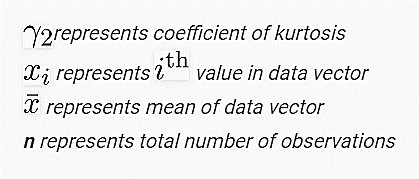 γ₂ represents coefficient of kurtosis
xᵢ represents iᵗʰ value in data vector
x̄ represents mean of data vector
n represents total number of observations